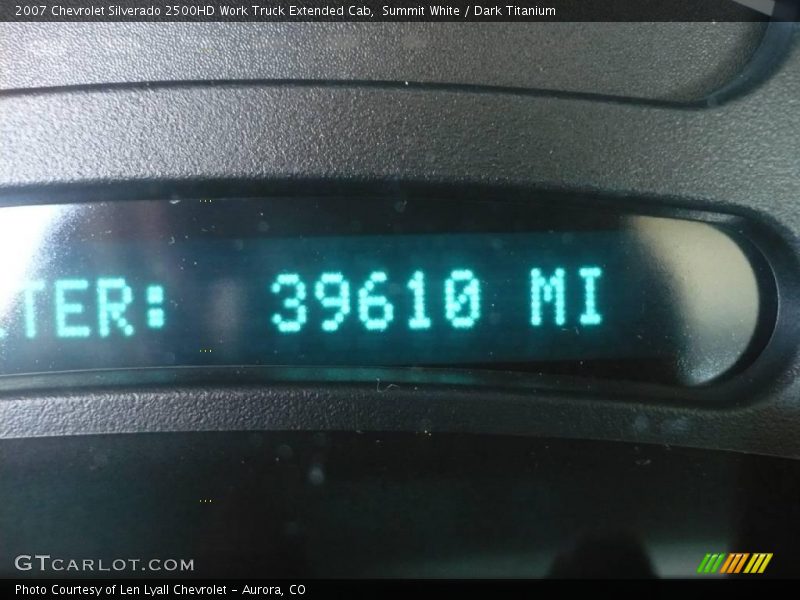 2007 Chevrolet Silverado 2500HD Work Truck Extended Cab,  Summit White / Dark Titanium
TER: 39610 MI
GTCARLOT.COM
Photo Courtesy of Len Lyall Chevrolet – Aurora, CO